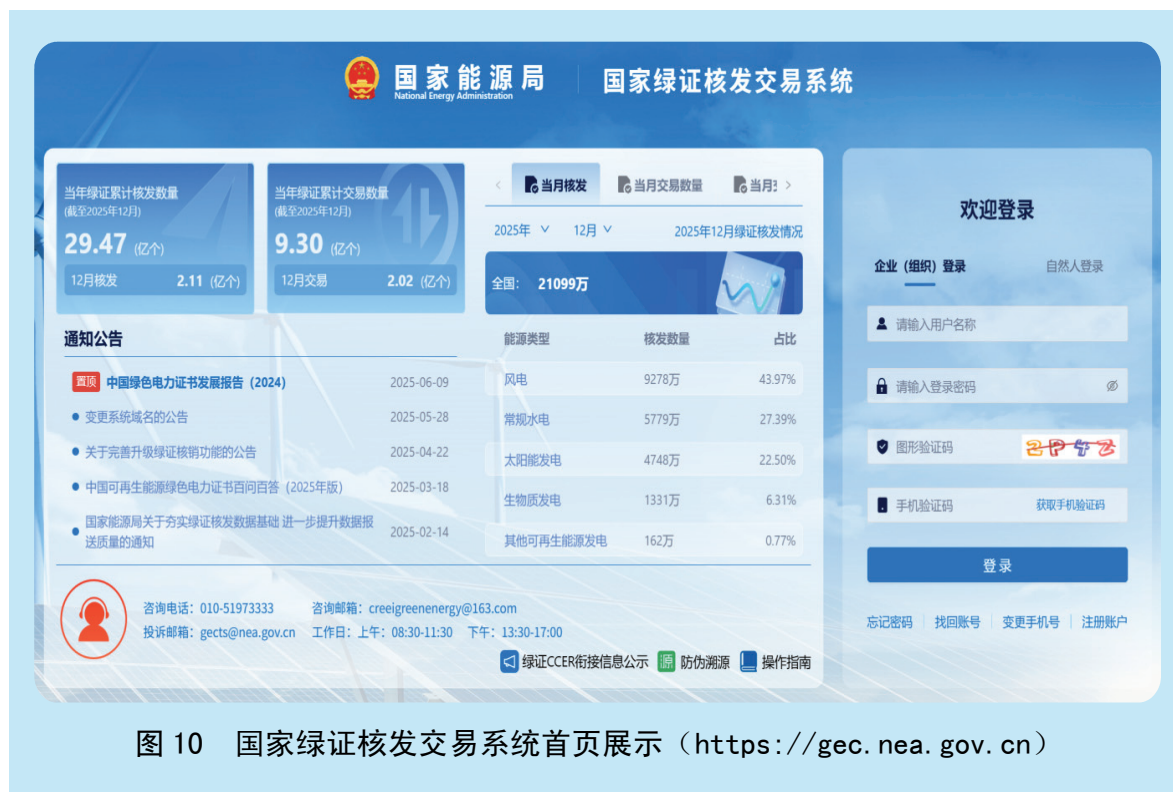 国家能源局
National Energy Administration
国家绿证核发交易系统
当年绿证累计核发数量
(截至2025年12月)
29.47 (亿个)
12月核发 2.11 (亿个)
当年绿证累计交易数量
(截至2025年12月)
9.30 (亿个)
12月交易 2.02 (亿个)
通知公告
置顶 中国绿色电力证书发展报告（2024） 2025-06-09
变更系统域名的公告 2025-05-28
关于完善升级绿证核销功能的公告 2025-04-22
中国可再生能源绿色电力证书百问百答（2025年版） 2025-03-18
国家能源局关于夯实绿证核发数据基础 进一步提升数据报
送质量的通知 2025-02-14
当月核发 当月交易数量 当月
2025年 12月 2025年12月绿证核发情况
全国： 21099万
能源类型 核发数量 占比
风电 9278万 43.97%
常规水电 5779万 27.39%
太阳能发电 4748万 22.50%
生物质发电 1331万 6.31%
其他可再生能源发电 162万 0.77%
咨询电话：010-51973333 咨询邮箱：creeigreenenergy@163.com
投诉邮箱：gects@nea.gov.cn 工作日：上午：08:30-11:30 下午：13:30-17:00
绿证CCER衔接信息公示 源 防伪溯源 操作指南
欢迎登录
企业（组织）登录 自然人登录
请输入用户名称
请输入登录密码
图形验证码
手机验证码 获取手机验证码
登录
忘记密码 找回账号 变更手机号 注册账户
图 10 国家绿证核发交易系统首页展示（https://gec.nea.gov.cn）